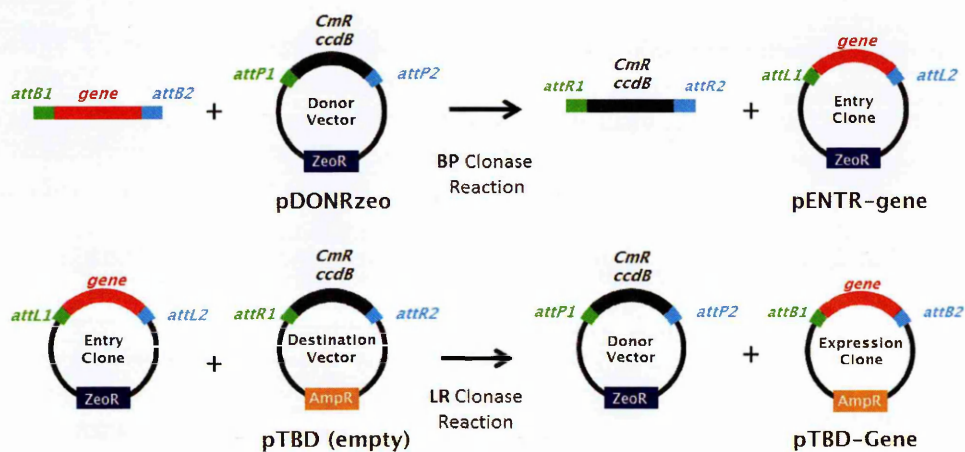 CmR
ccdB
attP1
attP2
attB1
gene
attB2
+
Donor
Vector
ZeoR
pDONRzeo
BP Clonase
Reaction
CmR
ccdB
attR1
attR2
+
gene
attL1
attL2
Entry
Clone
ZeoR
pENTR-gene
gene
attL1
attL2
Entry
Clone
ZeoR
+
CmR
ccdB
attR1
attR2
Destination
Vector
AmpR
pTBD (empty)
LR Clonase
Reaction
CmR
ccdB
attP1
attP2
Donor
Vector
ZeoR
+
gene
attB1
attB2
Expression
Clone
AmpR
pTBD-Gene